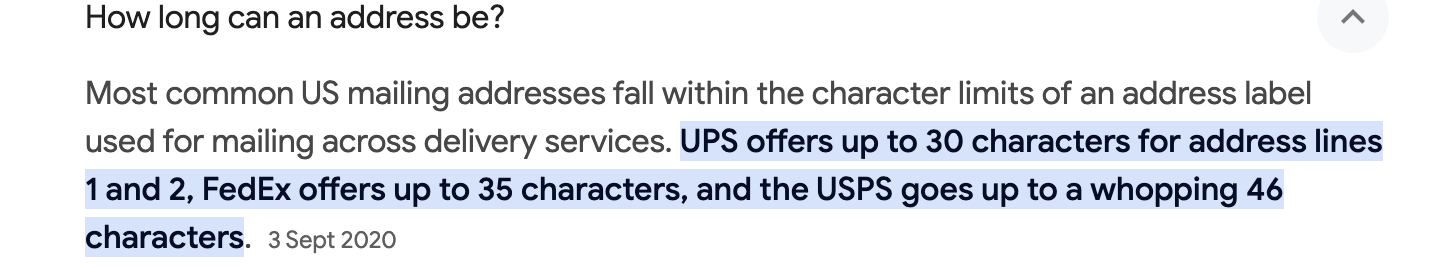 How long can an address be?
Most common US mailing addresses fall within the character limits of an address label
used for mailing across delivery services. UPS offers up to 30 characters for address lines
1 and 2, FedEx offers up to 35 characters, and the USPS goes up to a whopping 46
characters. 3 Sept 2020